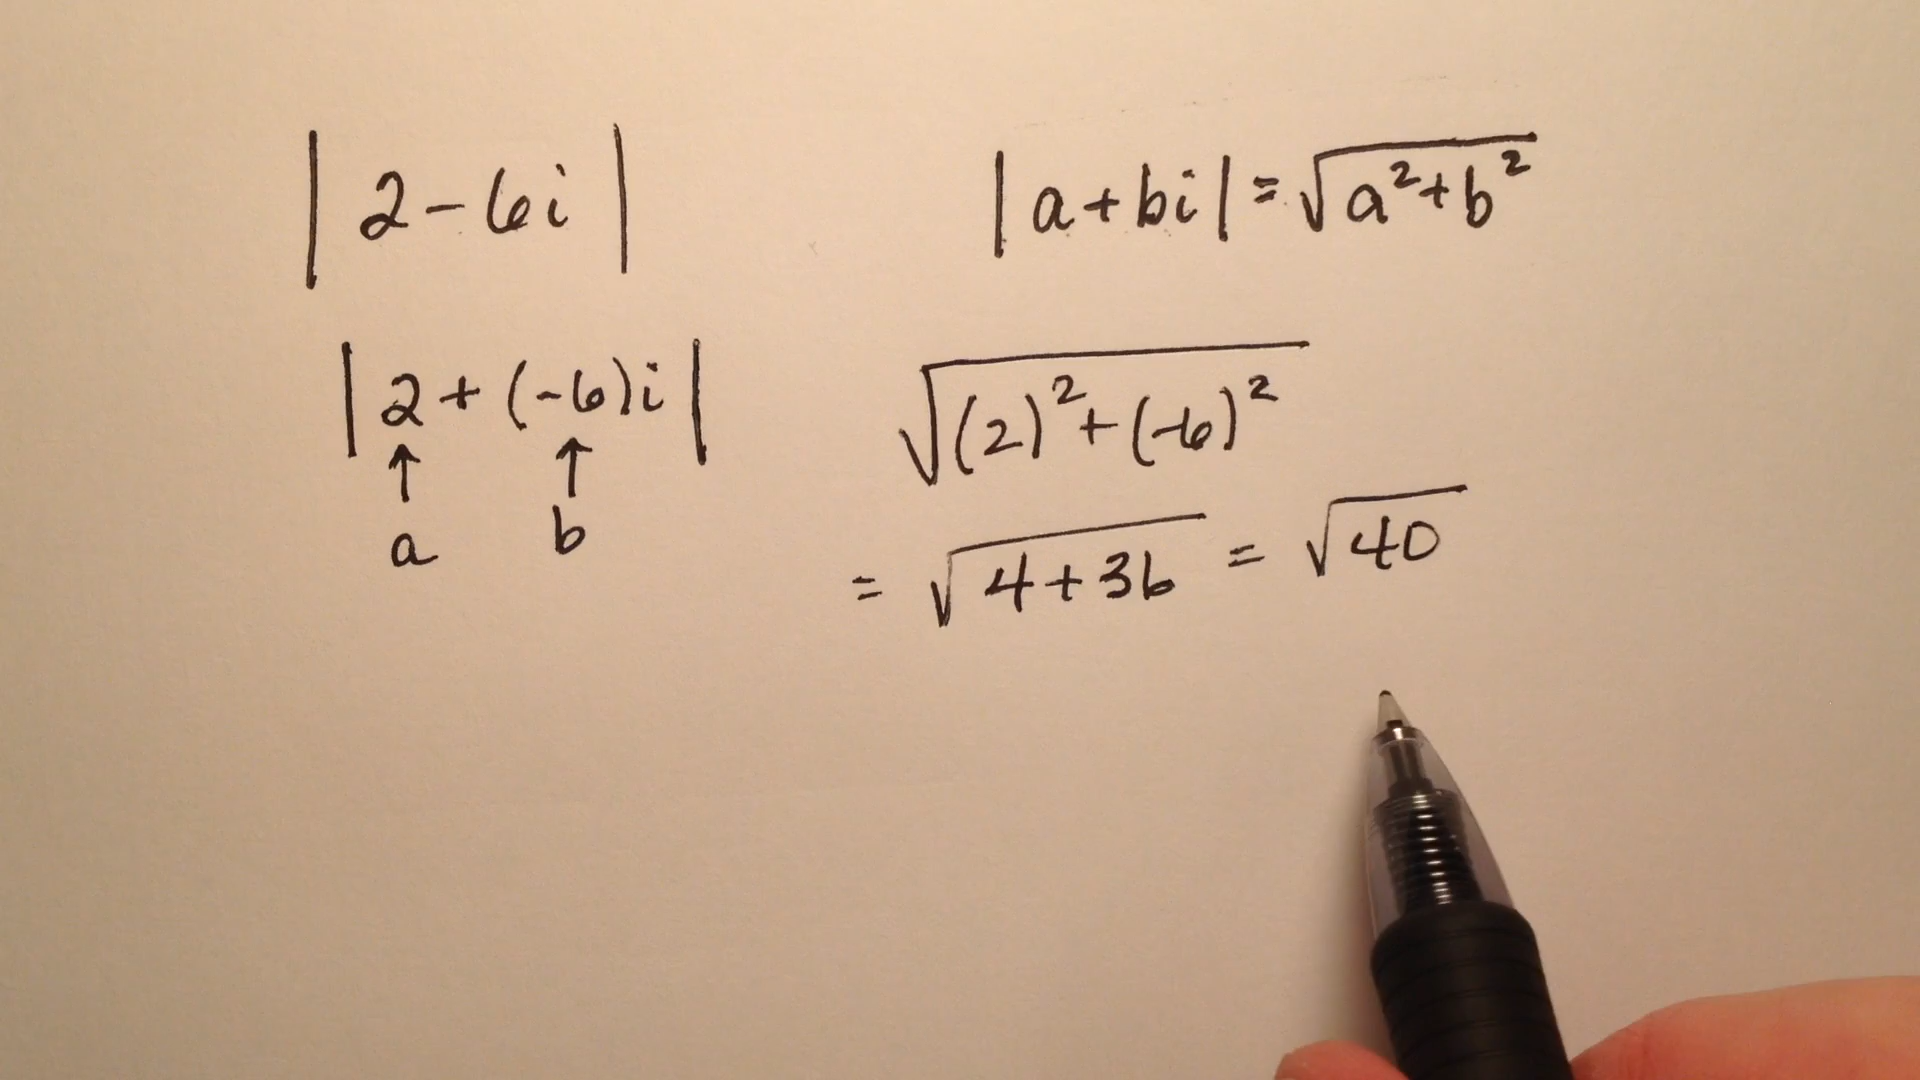 |2-6i|
|a+bi|=√a²+b²
|2+(-6)i|
↑ ↑
a b
√(2)²+(-6)²
=√4+36=√40